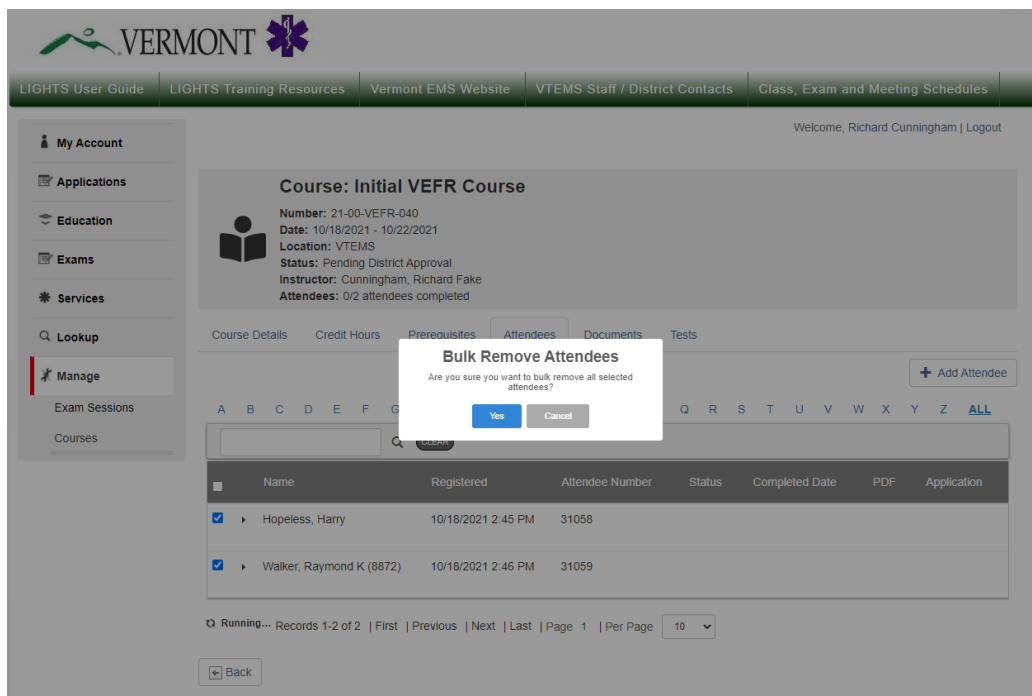 VERMONT
LIGHTS User Guide LIGHTS Training Resources Vermont EMS Website VTEMS Staff / District Contacts Class, Exam and Meeting Schedules
Welcome, Richard Cunningham | Logout
My Account
Applications
Education
Exams
Services
Lookup
Manage
Exam Sessions
Courses
Course: Initial VEFR Course
Number: 21-00-VEFR-040
Date: 10/18/2021 - 10/22/2021
Location: VTEMS
Status: Pending District Approval
Instructor: Cunningham, Richard Fake
Attendees: 0/2 attendees completed
Course Details Credit Hours Prerequisites Attendees Documents Tests
Bulk Remove Attendees
Are you sure you want to bulk remove all selected
attendees?
Yes Cancel
+ Add Attendee
A B C D E F G Q R S T U V W X Y Z ALL
CLEAR
Name Registered Attendee Number Status Completed Date PDF Application
Hopeless, Harry 10/18/2021 2:45 PM 31058
Walker, Raymond K (8872) 10/18/2021 2:46 PM 31059
Running... Records 1-2 of 2 | First | Previous | Next | Last | Page 1 | Per Page 10
Back